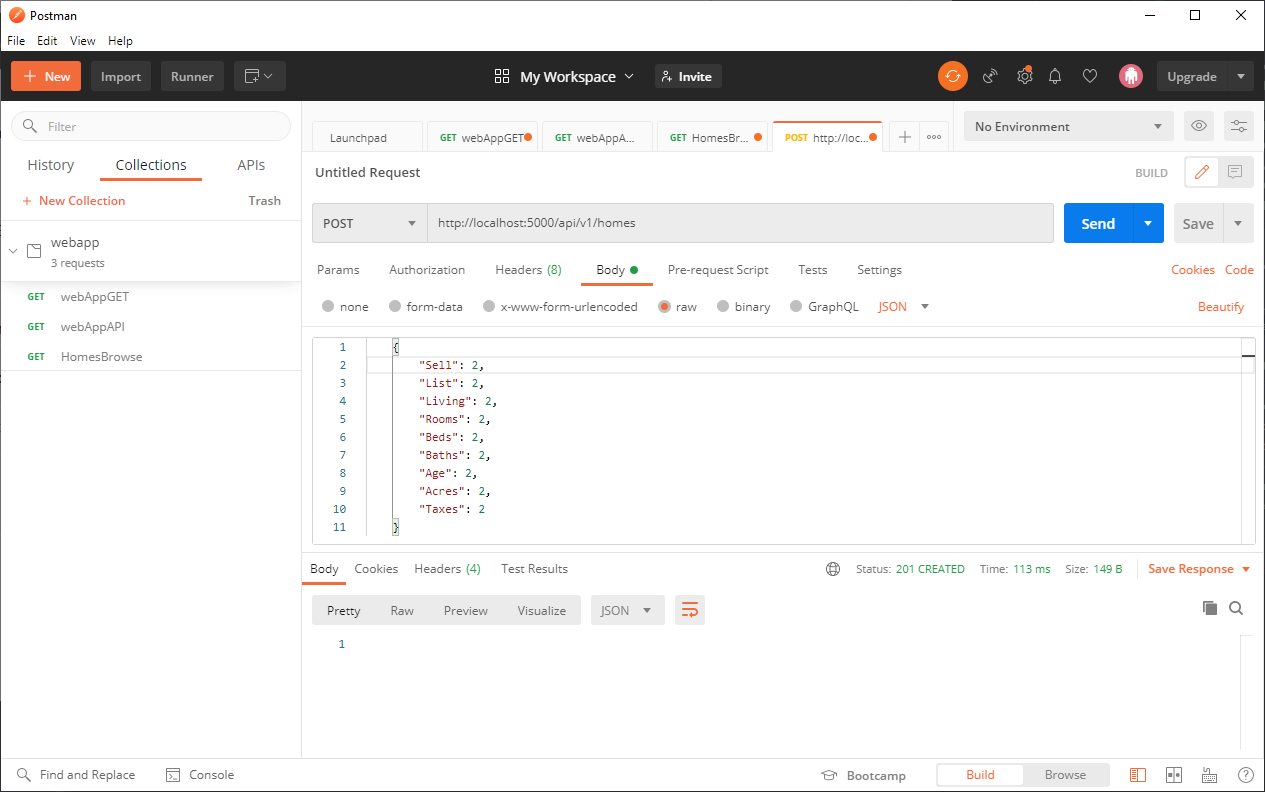 Postman
File Edit View Help
+ New Import Runner My Workspace Invite Upgrade
Filter
History Collections APIs
+ New Collection Trash
webapp
3 requests
GET webAppGET
GET webAppAPI
GET HomesBrowse
Launchpad GET webAppGET GET webAppA... GET HomesBr... POST http://loc... + ooo No Environment
Untitled Request BUILD
POST http://localhost:5000/api/v1/homes Send Save
Params Authorization Headers (8) Body Pre-request Script Tests Settings Cookies Code
none form-data x-www-form-urlencoded raw binary GraphQL JSON Beautify
1 {
2 "Sell": 2,
3 "List": 2,
4 "Living": 2,
5 "Rooms": 2,
6 "Beds": 2,
7 "Baths": 2,
8 "Age": 2,
9 "Acres": 2,
10 "Taxes": 2
11 }
Body Cookies Headers (4) Test Results Status: 201 CREATED Time: 113 ms Size: 149 B Save Response
Pretty Raw Preview Visualize JSON
1
Find and Replace Console Bootcamp Build Browse ?